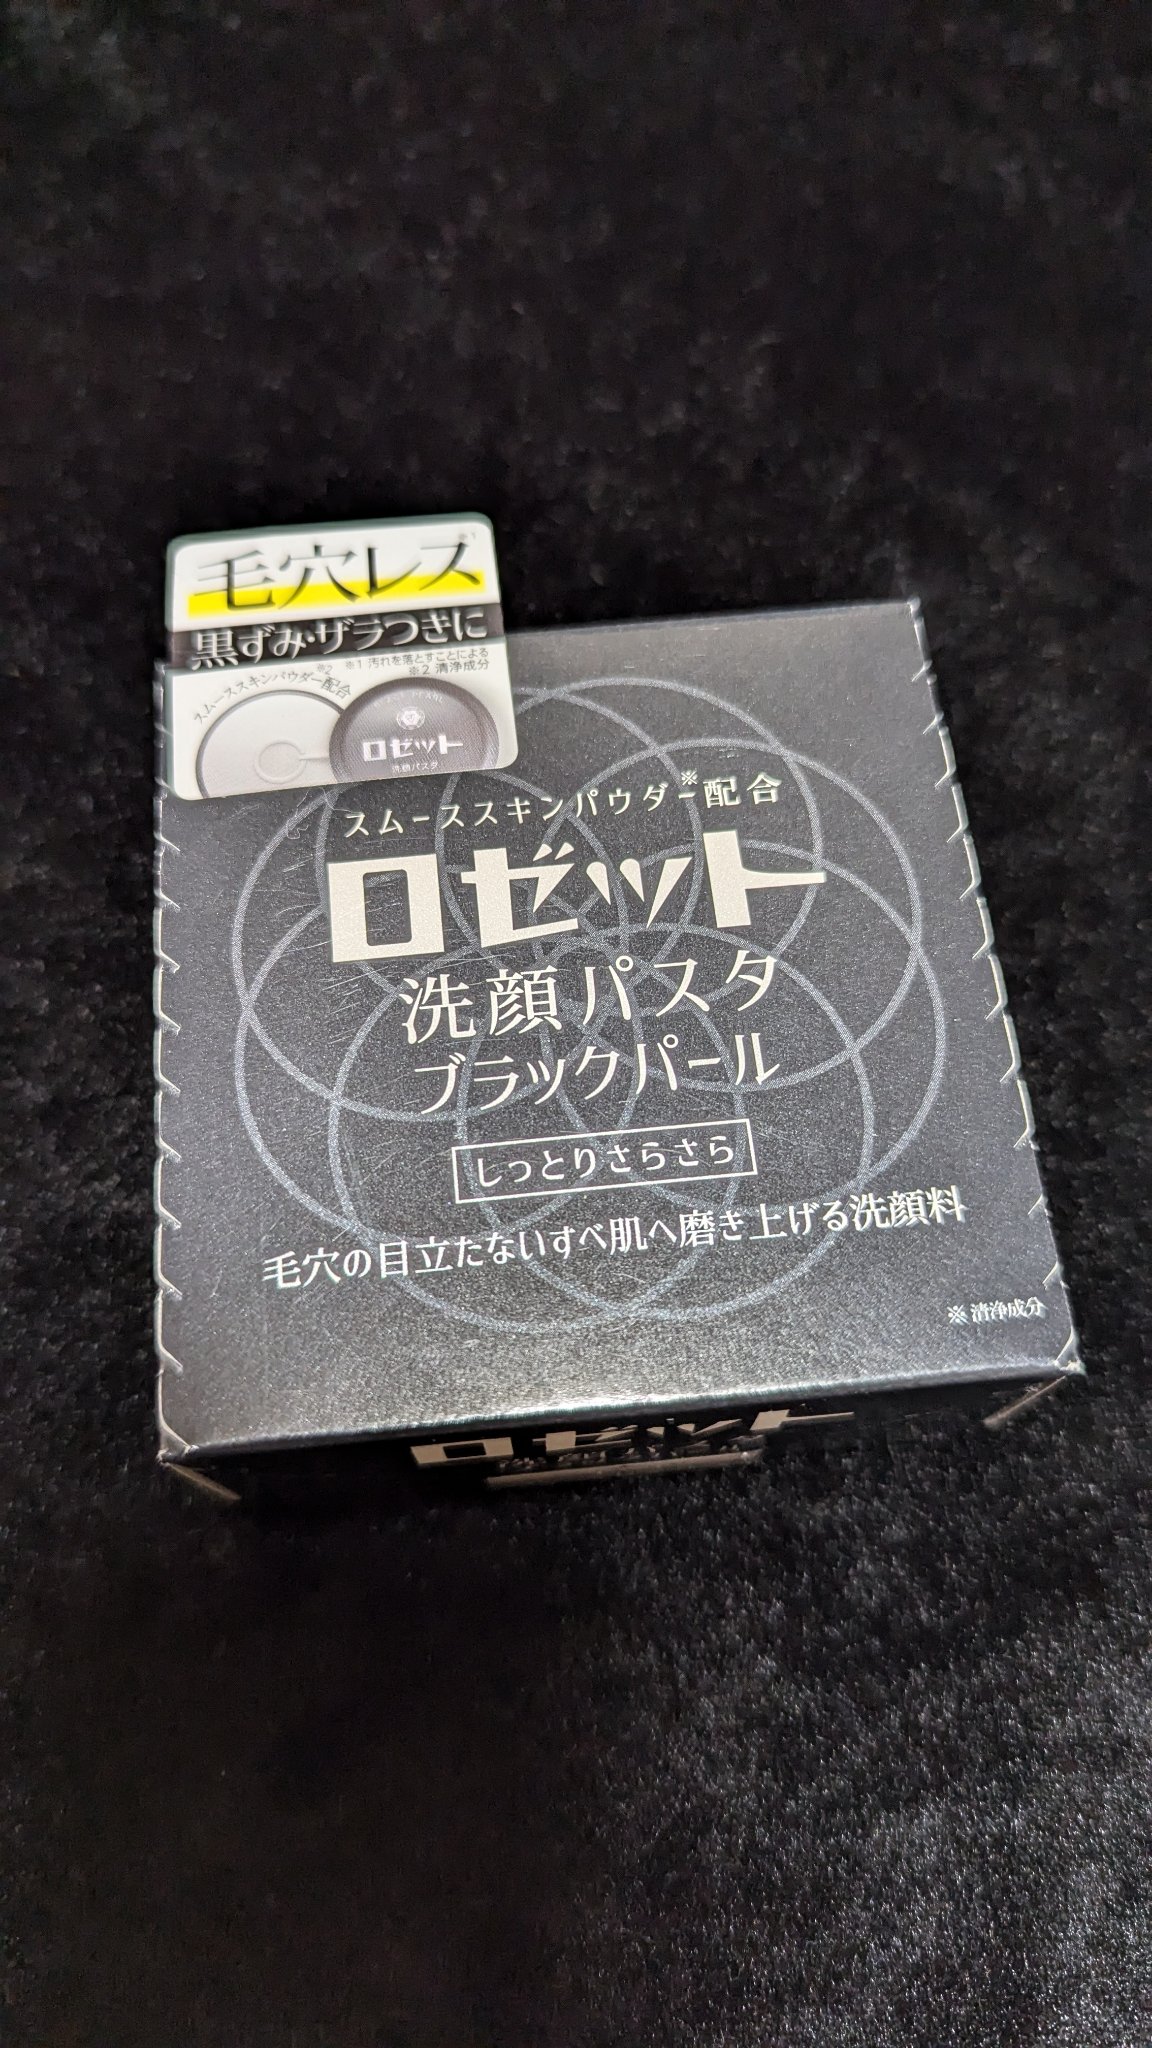 毛穴レス※1
黒ずみ・ザラつきに
※1 汚れを落とすことによる
※2 清浄成分
スムーススキンパウダー配合※2
ロゼット
洗顔パスタ
スムーススキンパウダー※配合
ロゼット
洗顔パスタ
ブラックパール
しっとりさらさら
毛穴の目立たないすべ肌へ磨き上げる洗顔料
※清浄成分
ロゼット